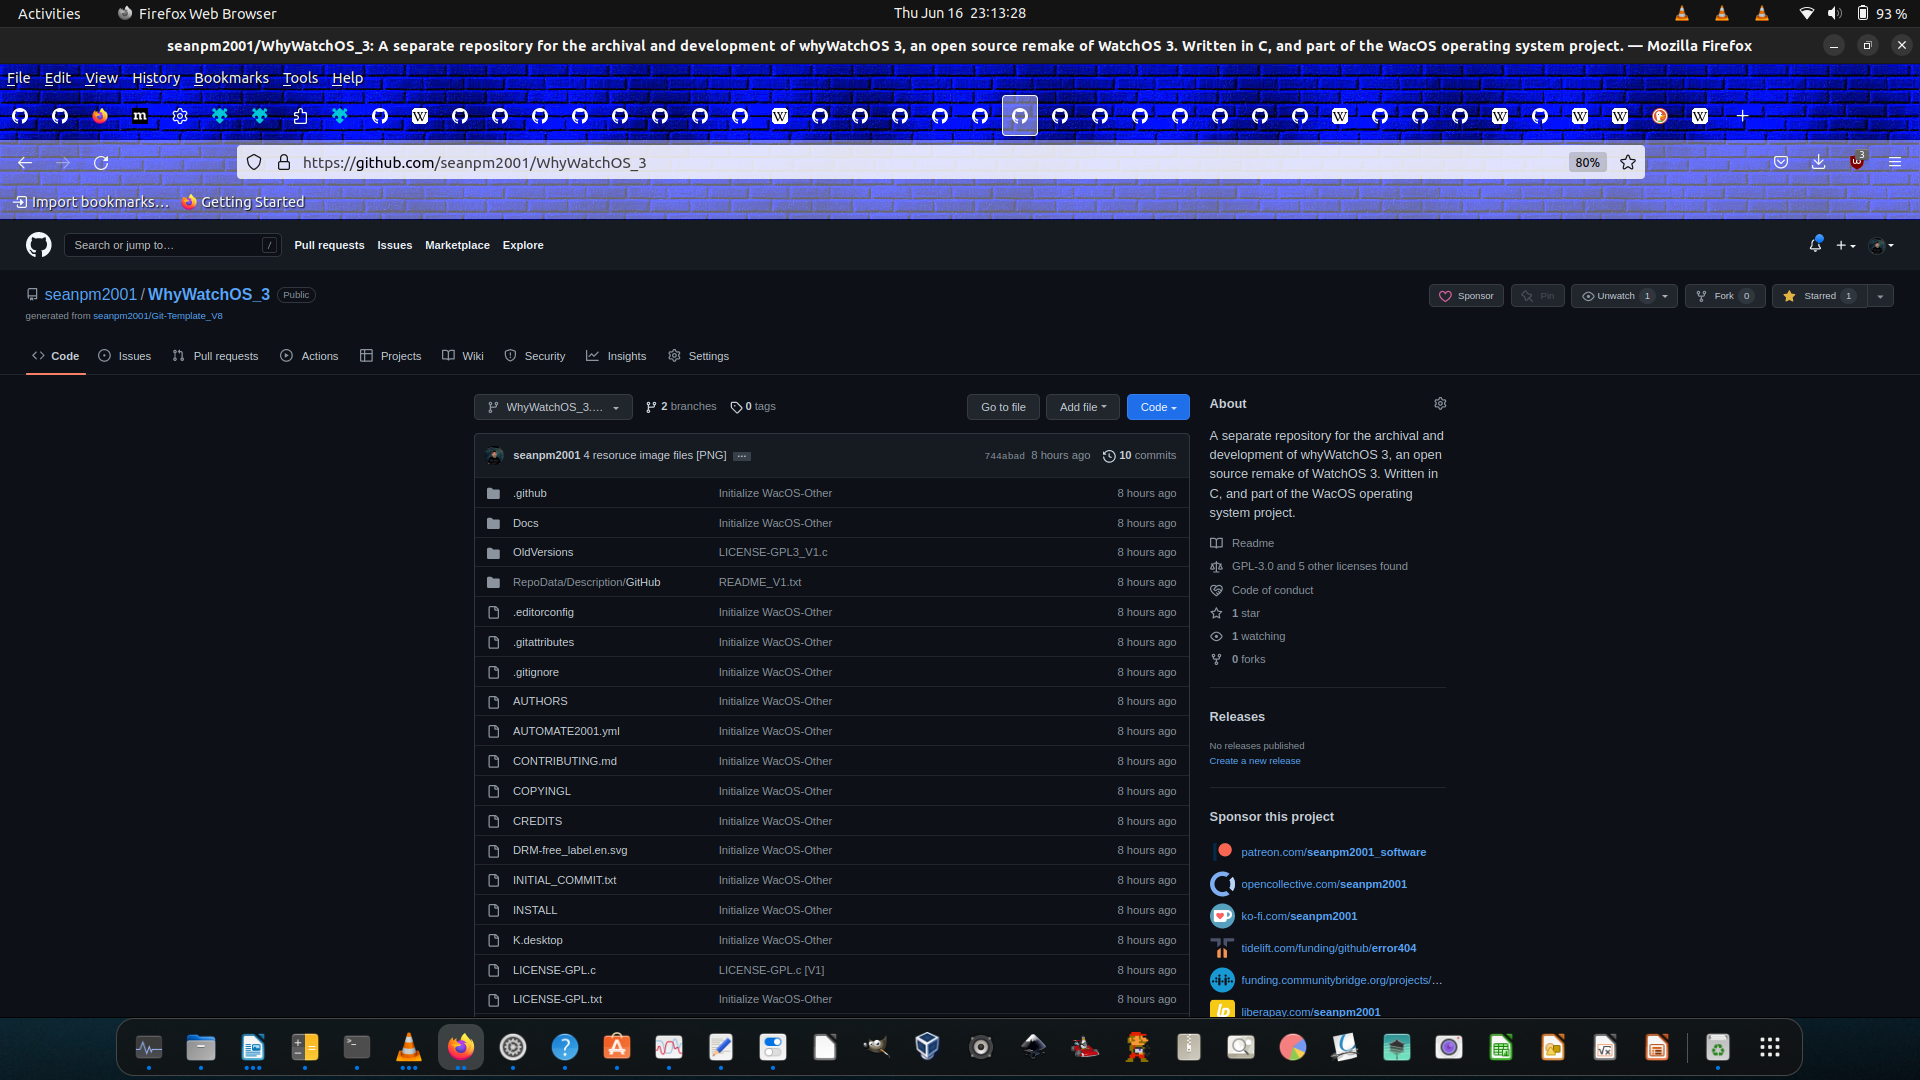 Activities
Firefox Web Browser
Thu Jun 16 23:13:28
93 %
seanpm2001/WhyWatchOS_3: A separate repository for the archival and development of whyWatchOS 3, an open source remake of WatchOS 3. Written in C, and part of the WacOS operating system project. — Mozilla Firefox
File Edit View History Bookmarks Tools Help
https://github.com/seanpm2001/WhyWatchOS_3
80%
3
Import bookmarks…
Getting Started
Search or jump to…
/
Pull requests Issues Marketplace Explore
seanpm2001 / WhyWatchOS_3 Public
generated from seanpm2001/Git-Template_V8
Sponsor
Pin
Unwatch 1
Fork 0
Starred 1
Code
Issues
Pull requests
Actions
Projects
Wiki
Security
Insights
Settings
WhyWatchOS_3.…
2 branches
0 tags
Go to file
Add file
Code
seanpm2001 4 resoruce image files [PNG] …
744abad 8 hours ago
10 commits
.github Initialize WacOS-Other 8 hours ago
Docs Initialize WacOS-Other 8 hours ago
OldVersions LICENSE-GPL3_V1.c 8 hours ago
RepoData/Description/GitHub README_V1.txt 8 hours ago
.editorconfig Initialize WacOS-Other 8 hours ago
.gitattributes Initialize WacOS-Other 8 hours ago
.gitignore Initialize WacOS-Other 8 hours ago
AUTHORS Initialize WacOS-Other 8 hours ago
AUTOMATE2001.yml Initialize WacOS-Other 8 hours ago
CONTRIBUTING.md Initialize WacOS-Other 8 hours ago
COPYINGL Initialize WacOS-Other 8 hours ago
CREDITS Initialize WacOS-Other 8 hours ago
DRM-free_label.en.svg Initialize WacOS-Other 8 hours ago
INITIAL_COMMIT.txt Initialize WacOS-Other 8 hours ago
INSTALL Initialize WacOS-Other 8 hours ago
K.desktop Initialize WacOS-Other 8 hours ago
LICENSE-GPL.c LICENSE-GPL.c [V1] 8 hours ago
LICENSE-GPL.txt Initialize WacOS-Other 8 hours ago
About
A separate repository for the archival and
development of whyWatchOS 3, an open
source remake of WatchOS 3. Written in
C, and part of the WacOS operating
system project.
Readme
GPL-3.0 and 5 other licenses found
Code of conduct
1 star
1 watching
0 forks
Releases
No releases published
Create a new release
Sponsor this project
patreon.com/seanpm2001_software
opencollective.com/seanpm2001
ko-fi.com/seanpm2001
tidelift.com/funding/github/error404
funding.communitybridge.org/projects/…
liberapay.com/seanpm2001